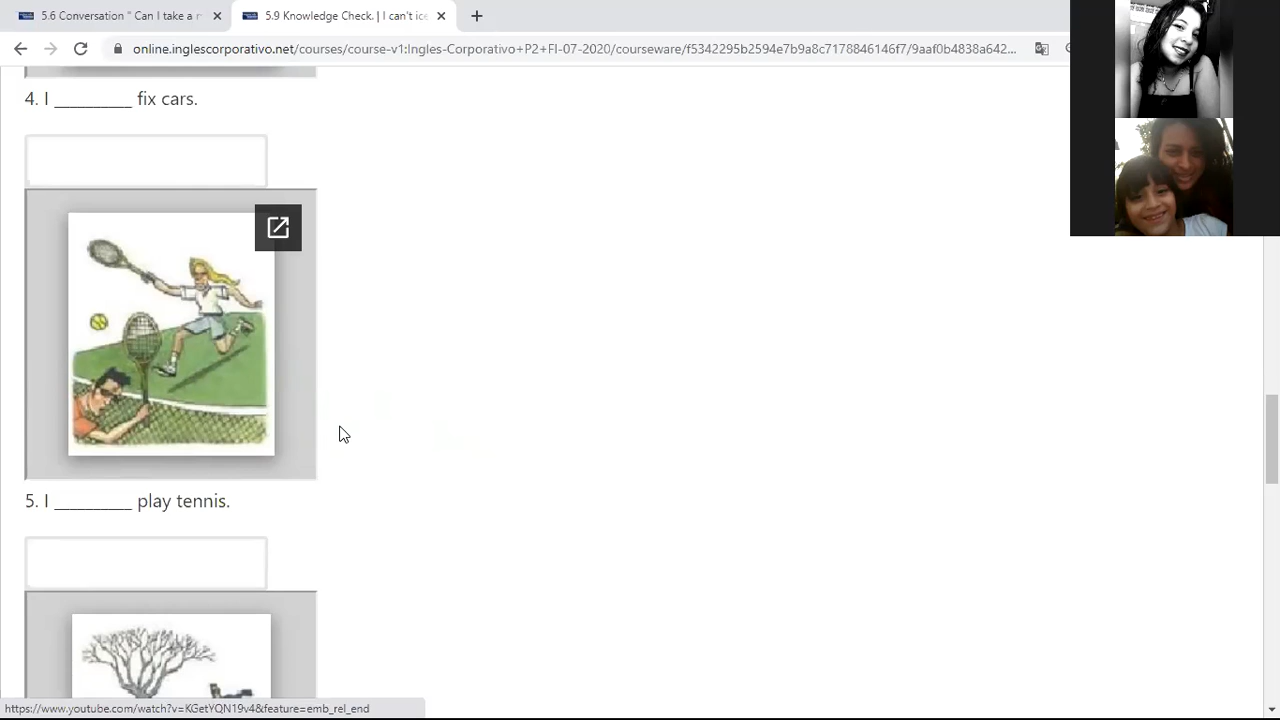 5.6 Conversation " Can I take a
5.9 Knowledge Check. | I can't ice
online.inglescorporativo.net/courses/course-v1:Ingles-Corporativo+P2+FI-07-2020/courseware/f5342295b2594e7b9a8c7178846146f7/9aaf0b4838a642...
4. I __________ fix cars.
5. I __________ play tennis.
https://www.youtube.com/watch?v=KGetYQN19v4&feature=emb_rel_end